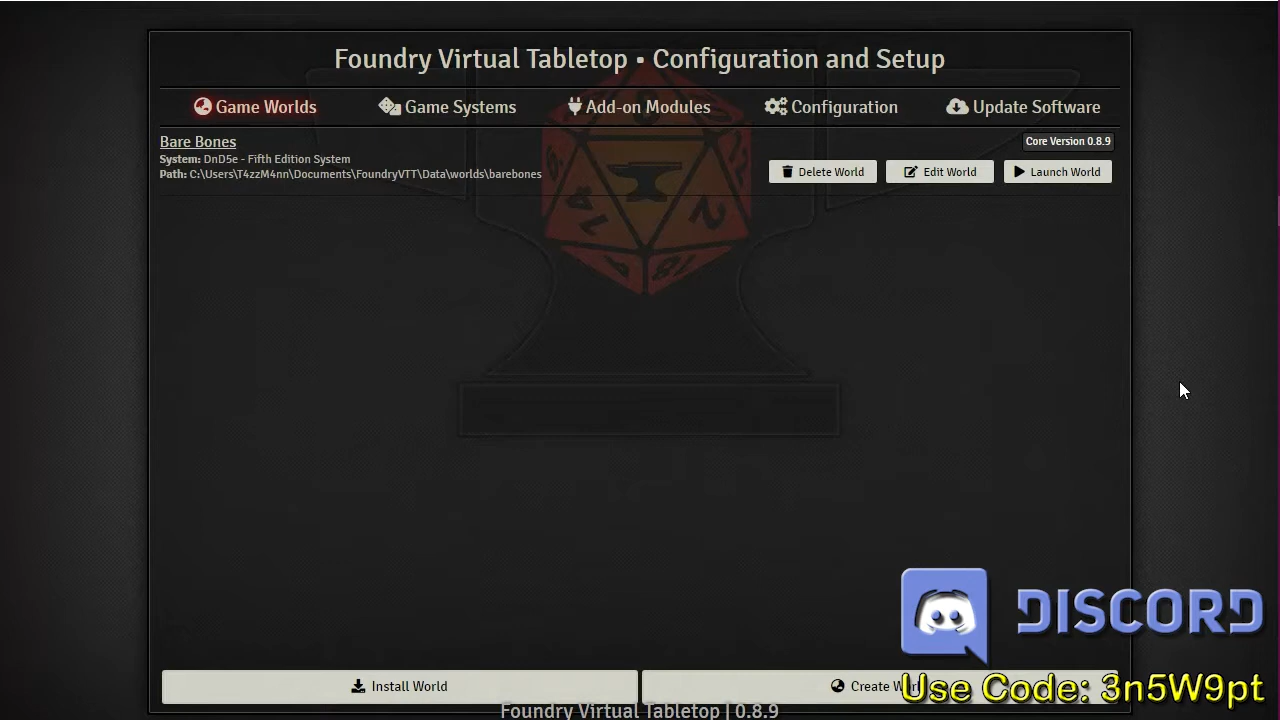 Foundry Virtual Tabletop • Configuration and Setup
Game Worlds
Game Systems
Add-on Modules
Configuration
Update Software
Bare Bones
Core Version 0.8.9
System: DnD5e - Fifth Edition System
Path: C:\Users\T4zzM4nn\Documents\FoundryVTT\Data\worlds\barebones
Delete World
Edit World
Launch World
DISCORD
Install World
Create
Use Code: 3n5W9pt
Foundry Virtual Tabletop | 0.8.9